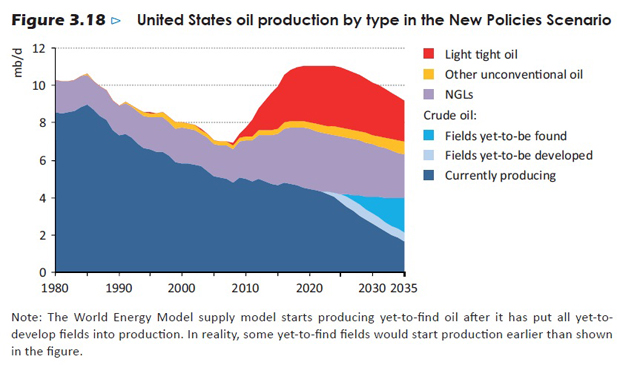 Figure 3.18 ▷ United States oil production by type in the New Policies Scenario
mb/d
12
10
8
6
4
2
0
1980
1990
2000
2010
2020
2030
2035
Light tight oil
Other unconventional oil
NGLs
Crude oil:
Fields yet-to-be found
Fields yet-to-be developed
Currently producing
Note: The World Energy Model supply model starts producing yet-to-find oil after it has put all yet-to-
develop fields into production. In reality, some yet-to-find fields would start production earlier than shown
in the figure.